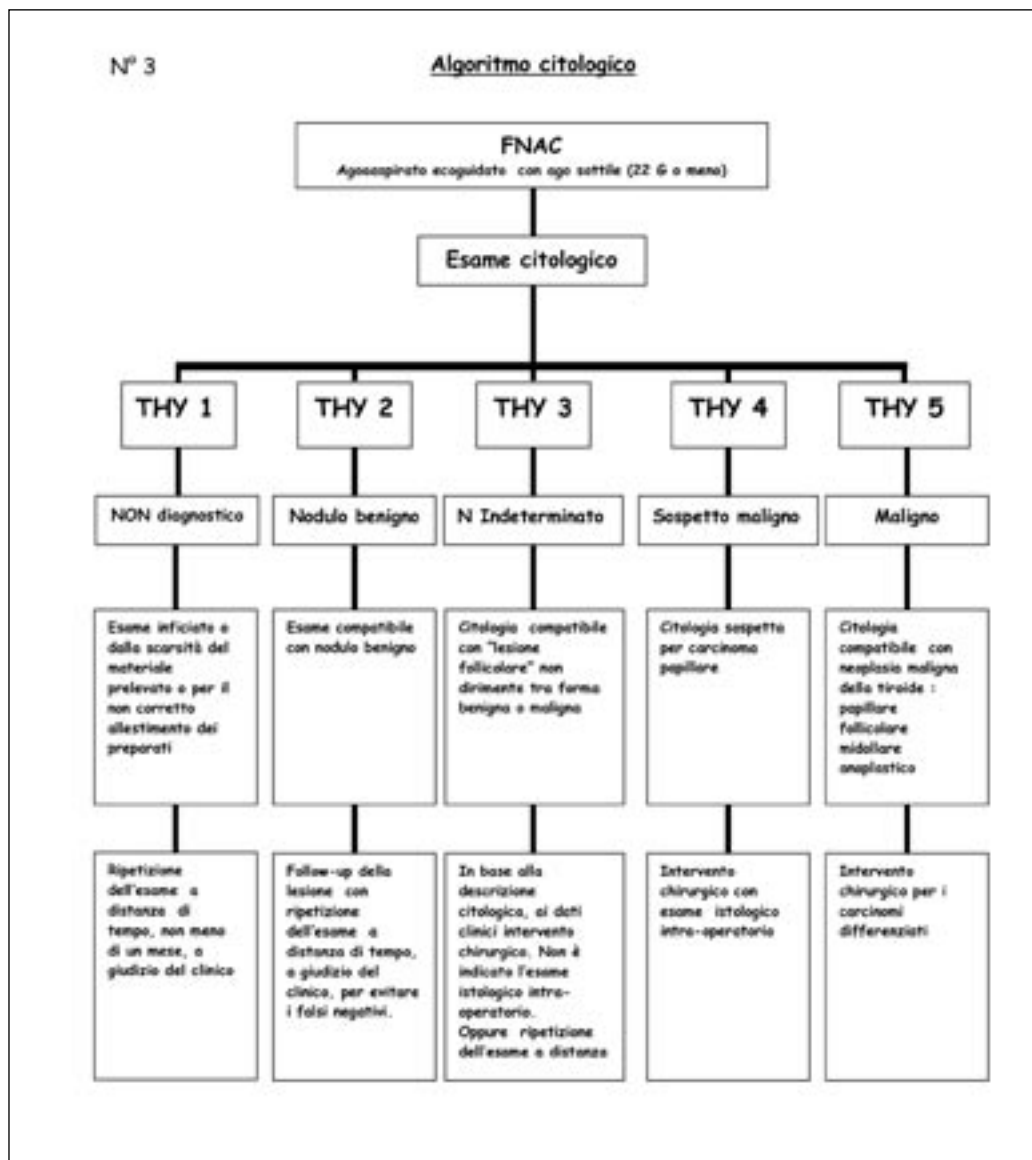 N° 3
Algoritmo citologico
FNAC
Agoaspirato ecoguidato con ago sottile (22 G o meno)
Esame citologico
THY 1
THY 2
THY 3
THY 4
THY 5
NON diagnostico
Nodulo benigno
N Indeterminato
Sospetto maligno
Maligno
Esame inficiato o
dalla scarsità del
materiale
prelevato o per il
non corretto
allestimento dei
preparati
Esame compatibile
con nodulo benigno
Citologia compatibile
con "lesione
follicolare" non
dirimente tra forma
benigna o maligna
Citologia sospetta
per carcinoma
papillare
Citologia
compatibile con
neoplasia maligna
della tiroide :
papillare
follicolare
midollare
anaplastico
Ripetizione
dell'esame a
distanza di
tempo, non meno
di un mese, a
giudizio del clinico
Follow-up della
lesione con
ripetizione
dell'esame a
distanza di tempo,
a giudizio del
clinico, per evitare
i falsi negativi.
In base alla
descrizione
citologica, ai dati
clinici intervento
chirurgico. Non è
indicato l'esame
istologico intra-
operatorio.
Oppure ripetizione
dell'esame a distanza
Intervento
chirurgico con
esame istologico
intra-operatorio
Intervento
chirurgico per i
carcinomi
differenziati